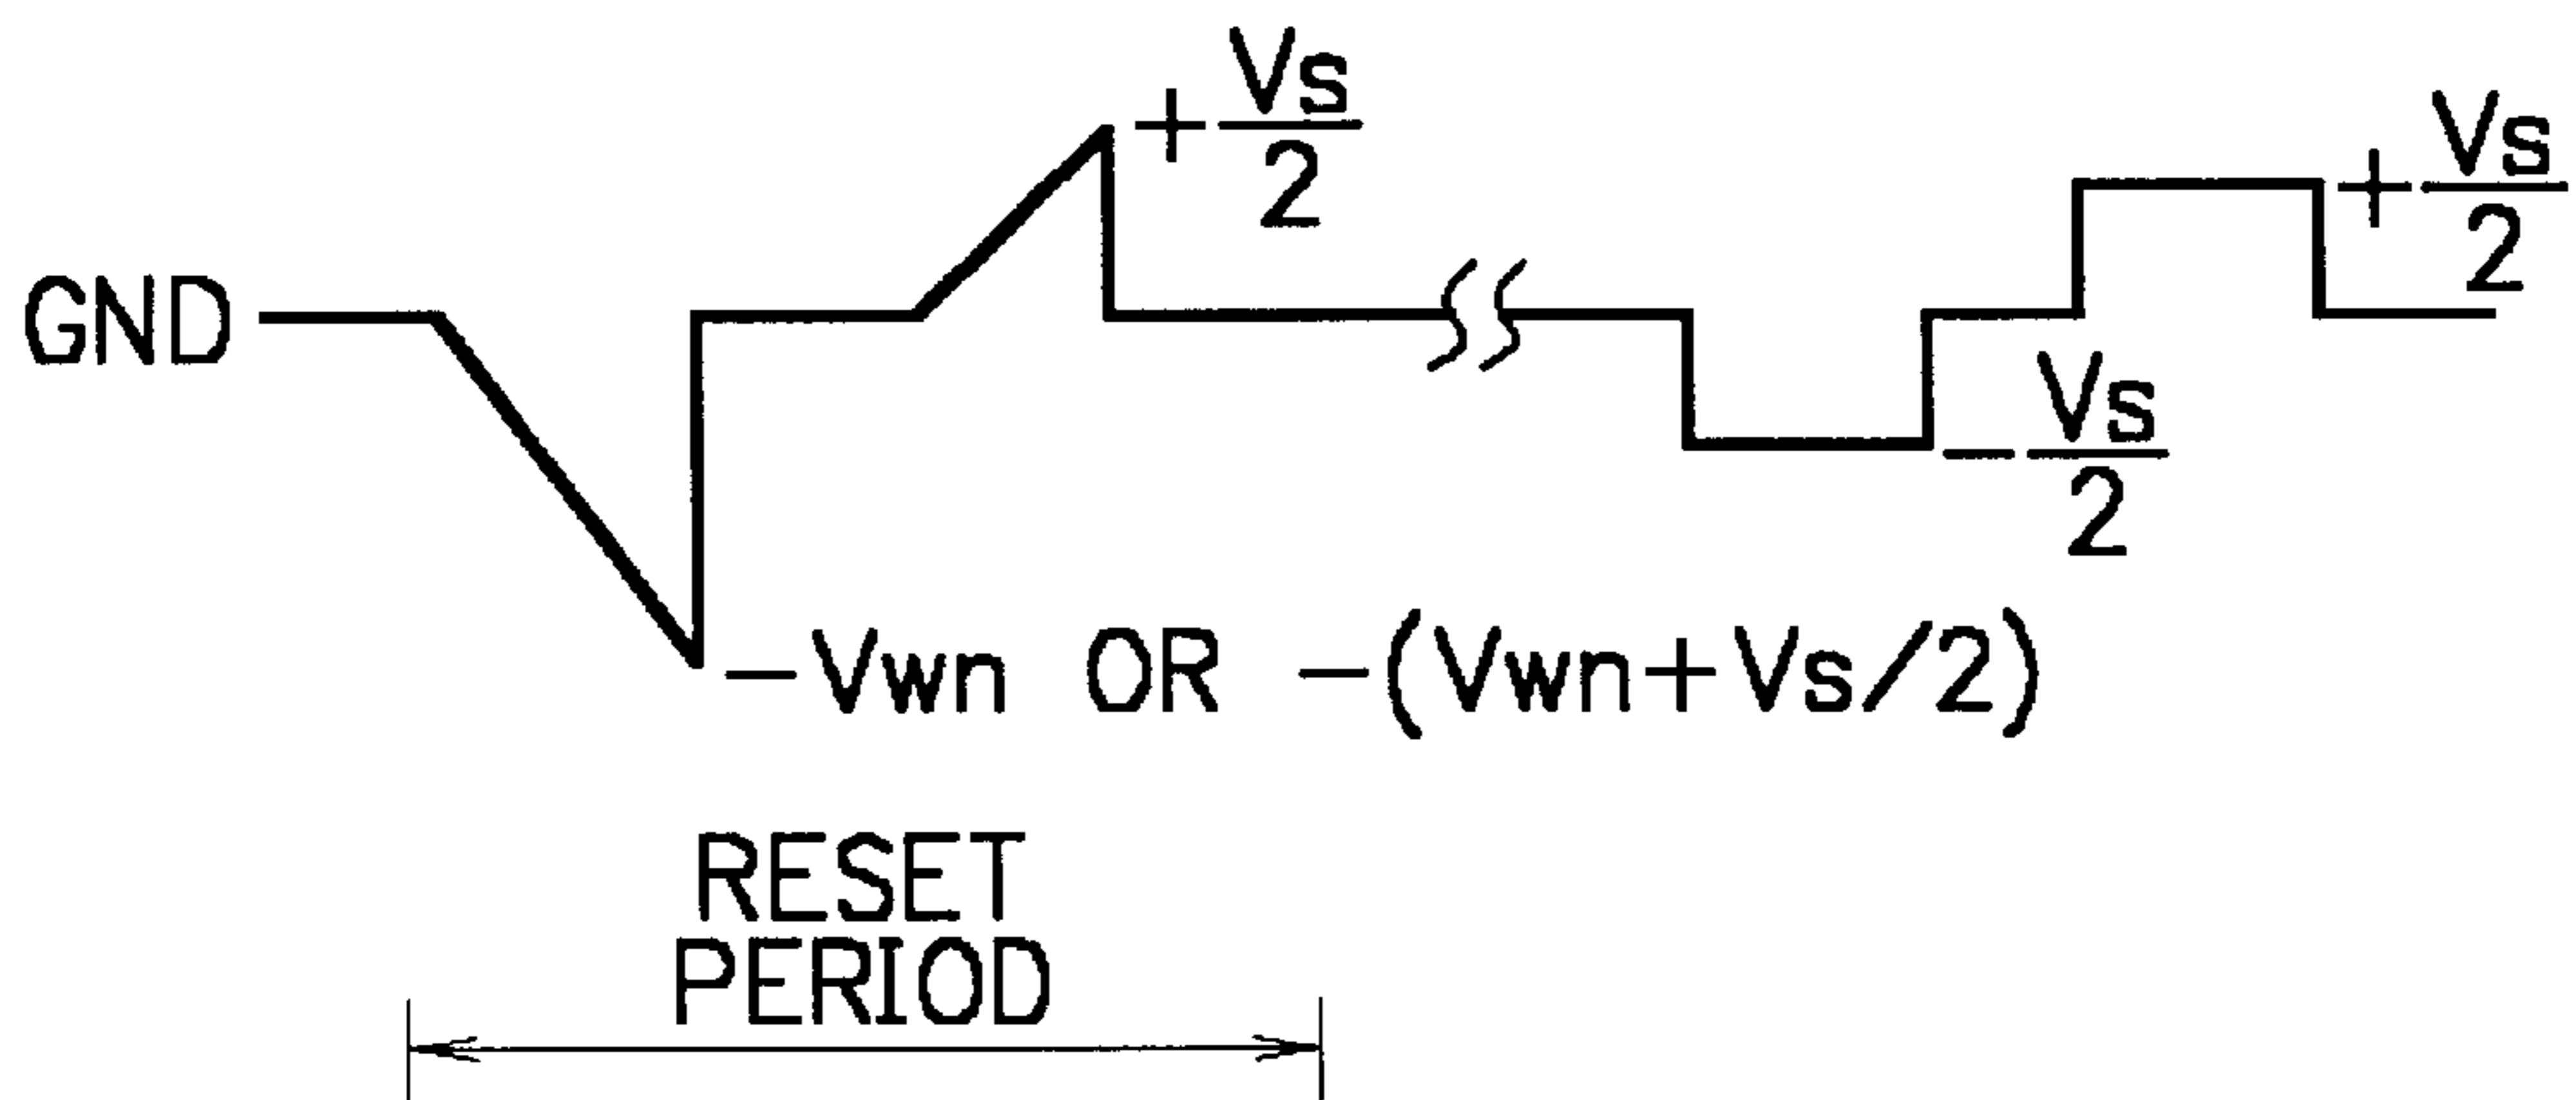 +Vs/2
+Vs/2
GND
-Vs/2
-Vwn OR -(Vwn+Vs/2)
RESET
PERIOD